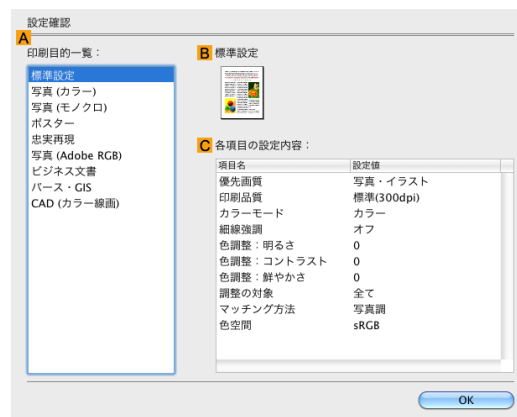 設定確認
A
印刷目的一覧：
標準設定
写真 (カラー)
写真 (モノクロ)
ポスター
忠実再現
写真 (Adobe RGB)
ビジネス文書
パース・GIS
CAD (カラー線画)
B 標準設定
C 各項目の設定内容：
項目名 設定値
優先画質 写真・イラスト
印刷品質 標準(300dpi)
カラーモード カラー
細線強調 オフ
色調整：明るさ 0
色調整：コントラスト 0
色調整：鮮やかさ 0
調整の対象 全て
マッチング方法 写真調
色空間 sRGB
OK